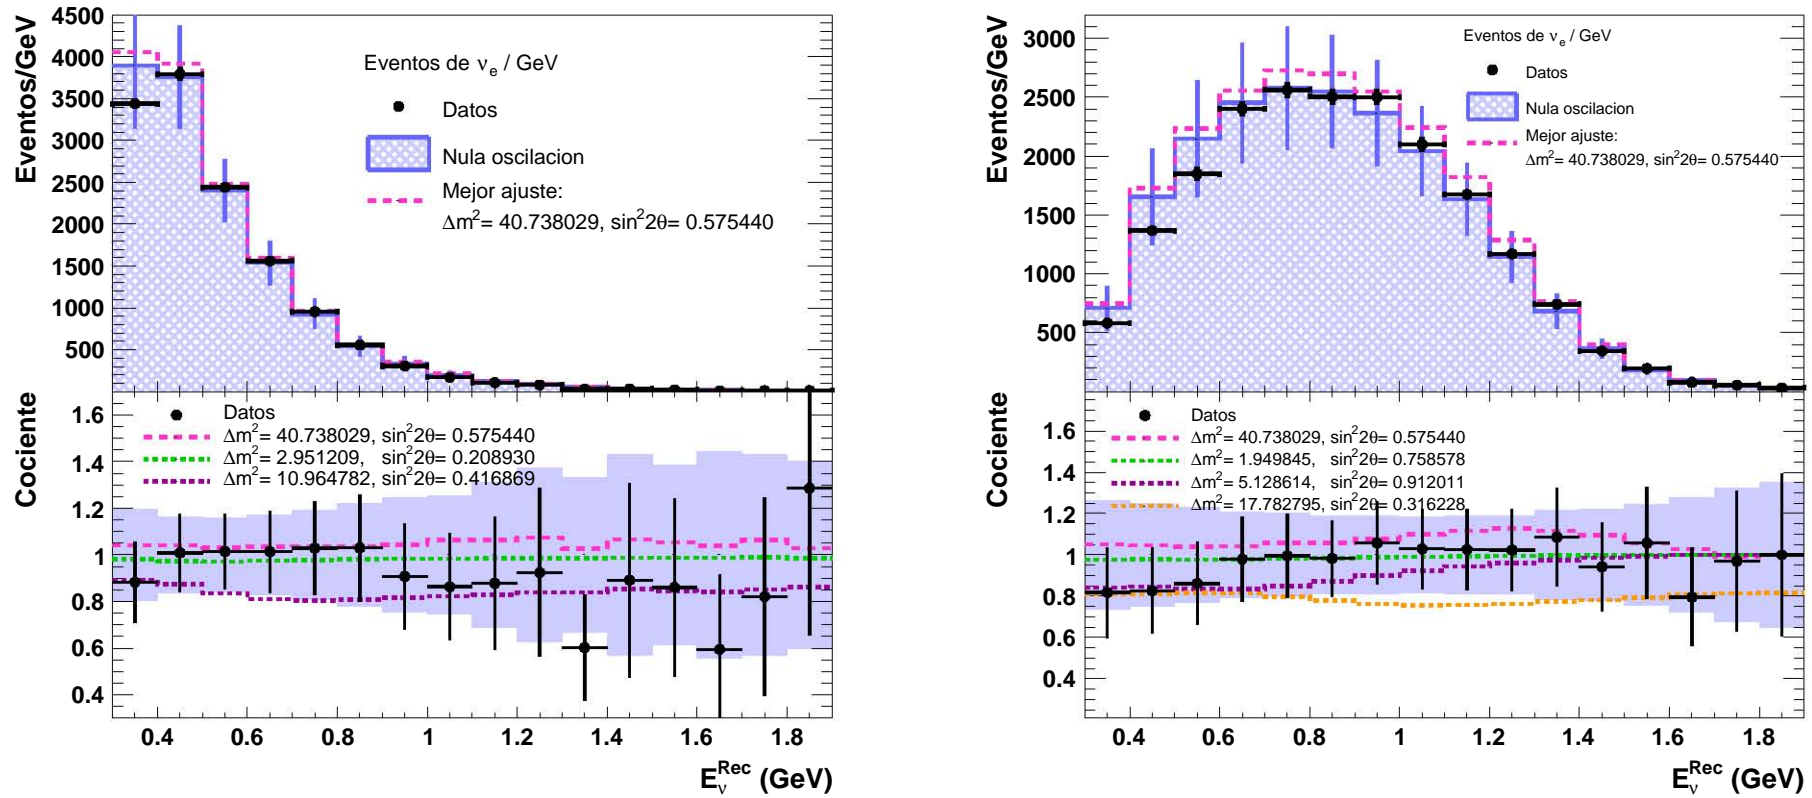 Eventos/GeV
4500
4000
3500
3000
2500
2000
1500
1000
500
Eventos de νe / GeV
Datos
Nula oscilacion
Mejor ajuste:
Δm²= 40.738029, sin²2θ= 0.575440
Cociente
1.6
1.4
1.2
1
0.8
0.6
0.4
Datos
Δm²= 40.738029, sin²2θ= 0.575440
Δm²= 2.951209, sin²2θ= 0.208930
Δm²= 10.964782, sin²2θ= 0.416869
0.4 0.6 0.8 1 1.2 1.4 1.6 1.8
EνRec (GeV)
Eventos/GeV
3000
2500
2000
1500
1000
500
Eventos de νe / GeV
Datos
Nula oscilacion
Mejor ajuste:
Δm²= 40.738029, sin²2θ= 0.575440
Cociente
1.6
1.4
1.2
1
0.8
0.6
0.4
Datos
Δm²= 40.738029, sin²2θ= 0.575440
Δm²= 1.949845, sin²2θ= 0.758578
Δm²= 5.128614, sin²2θ= 0.912011
Δm²= 17.782795, sin²2θ= 0.316228
0.4 0.6 0.8 1 1.2 1.4 1.6 1.8
EνRec (GeV)